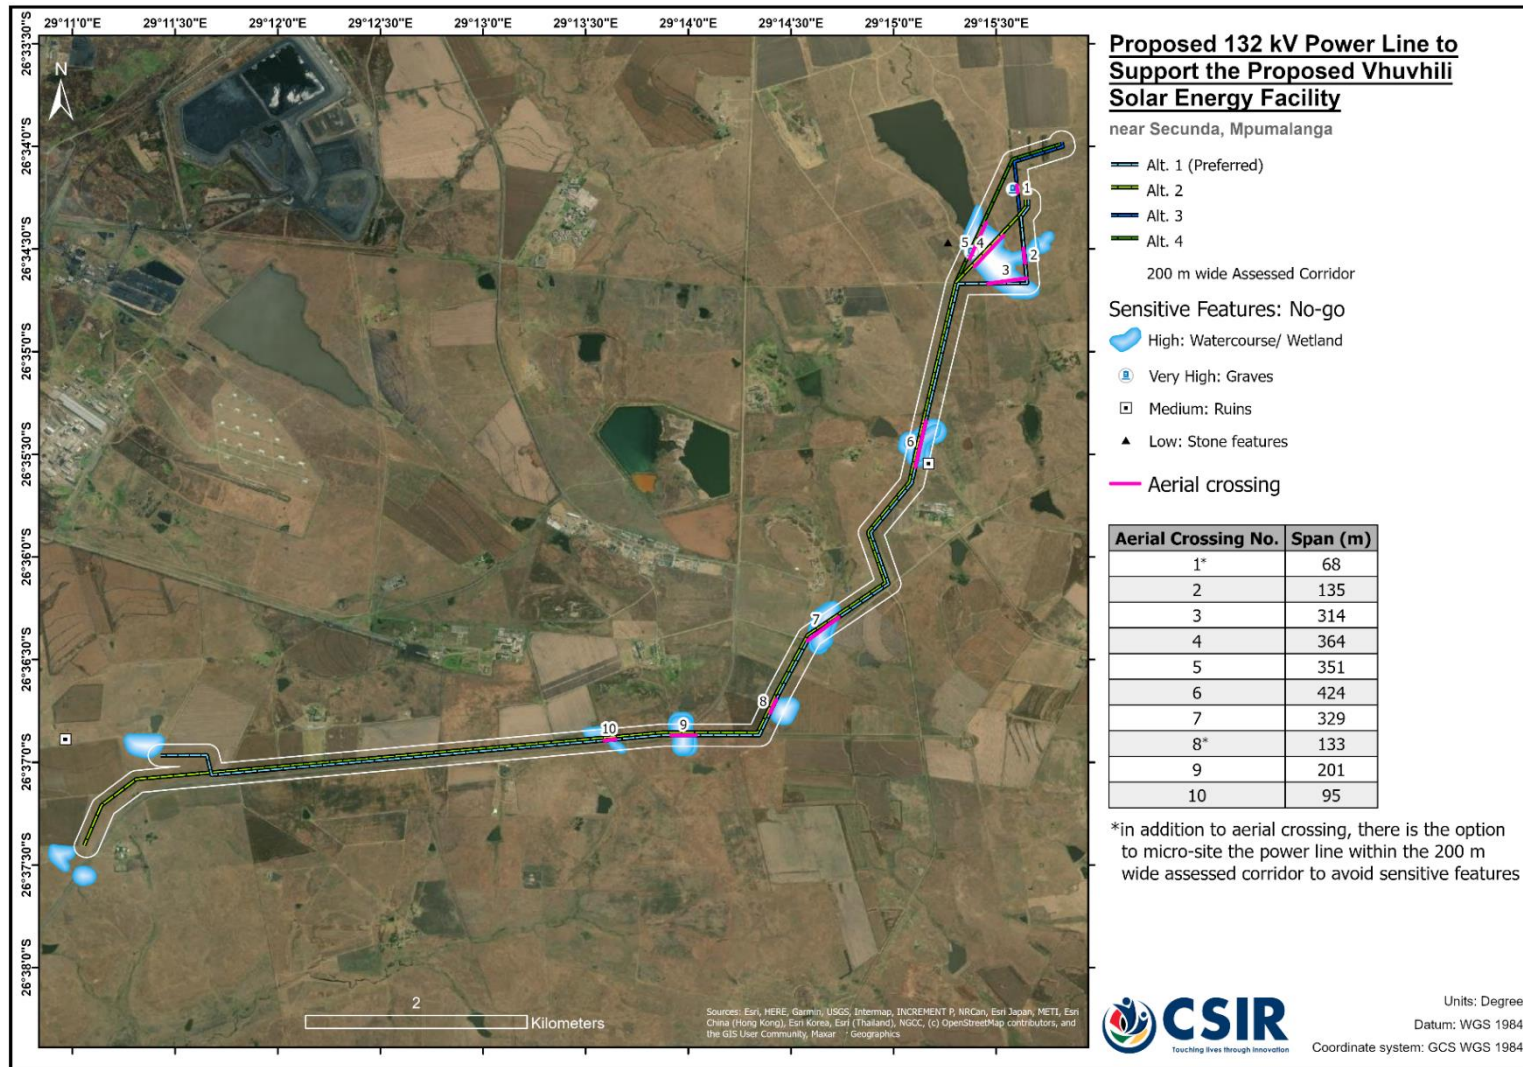 29°11'0"E 29°11'30"E 29°12'0"E 29°12'30"E 29°13'0"E 29°13'30"E 29°14'0"E 29°14'30"E 29°15'0"E 29°15'30"E
26°33'30"S
26°34'0"S
26°34'30"S
26°35'0"S
26°35'30"S
26°36'0"S
26°36'30"S
26°37'0"S
26°37'30"S
26°38'0"S
N
1
2
3
4
5
6
7
8
9
10
2
Kilometers
Sources: Esri, HERE, Garmin, USGS, Intermap, INCREMENT P, NRCan, Esri Japan, METI, Esri
China (Hong Kong), Esri Korea, Esri (Thailand), NGCC, (c) OpenStreetMap contributors, and
the GIS User Community, Maxar Geographics
Proposed 132 kV Power Line to
Support the Proposed Vhuvhili
Solar Energy Facility
near Secunda, Mpumalanga
Alt. 1 (Preferred)
Alt. 2
Alt. 3
Alt. 4
200 m wide Assessed Corridor
Sensitive Features: No-go
High: Watercourse/ Wetland
Very High: Graves
Medium: Ruins
Low: Stone features
Aerial crossing
Aerial Crossing No. Span (m)
1* 68
2 135
3 314
4 364
5 351
6 424
7 329
8* 133
9 201
10 95
*in addition to aerial crossing, there is the option
to micro-site the power line within the 200 m
wide assessed corridor to avoid sensitive features
CSIR
Touching lives through innovation
Units: Degree
Datum: WGS 1984
Coordinate system: GCS WGS 1984